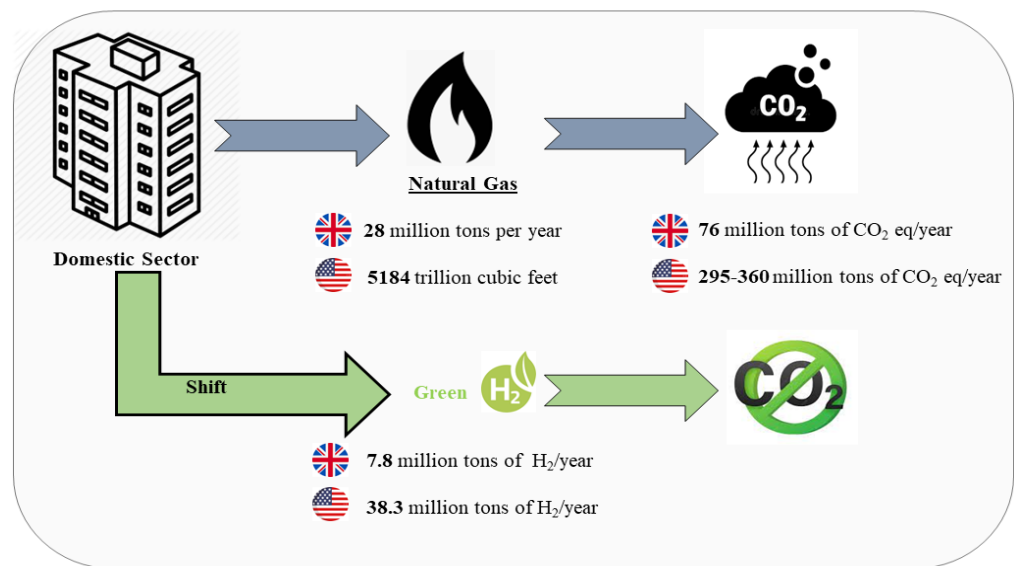 CO₂
Natural Gas
28 million tons per year
76 million tons of CO₂ eq/year
Domestic Sector
5184 trillion cubic feet
295-360 million tons of CO₂ eq/year
Shift
Green
H₂
CO₂
7.8 million tons of H₂/year
38.3 million tons of H₂/year